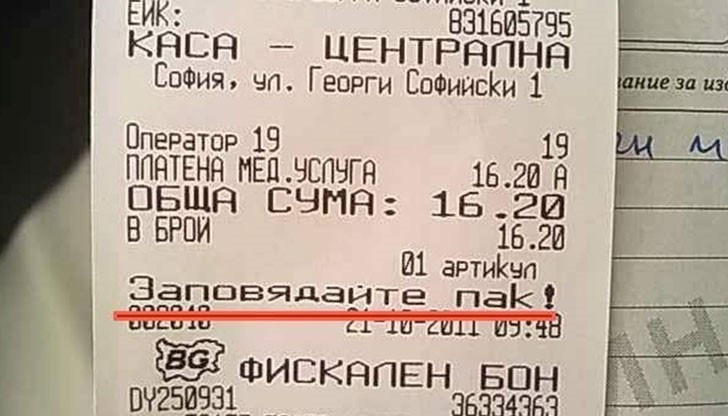 ЕИК: 831605795
КАСА - ЦЕНТРАЛНА
София, ул. Георги Софийски 1
Оператор 19 19
ПЛАТЕНА МЕД.УСЛУГА 16.20 А
ОБЩА СУМА: 16.20
В БРОЙ 16.20
01 артикул
Заповядайте пак!
21-10-2011 09:48
BG ФИСКАЛЕН БОН
DY250931 36334363
за